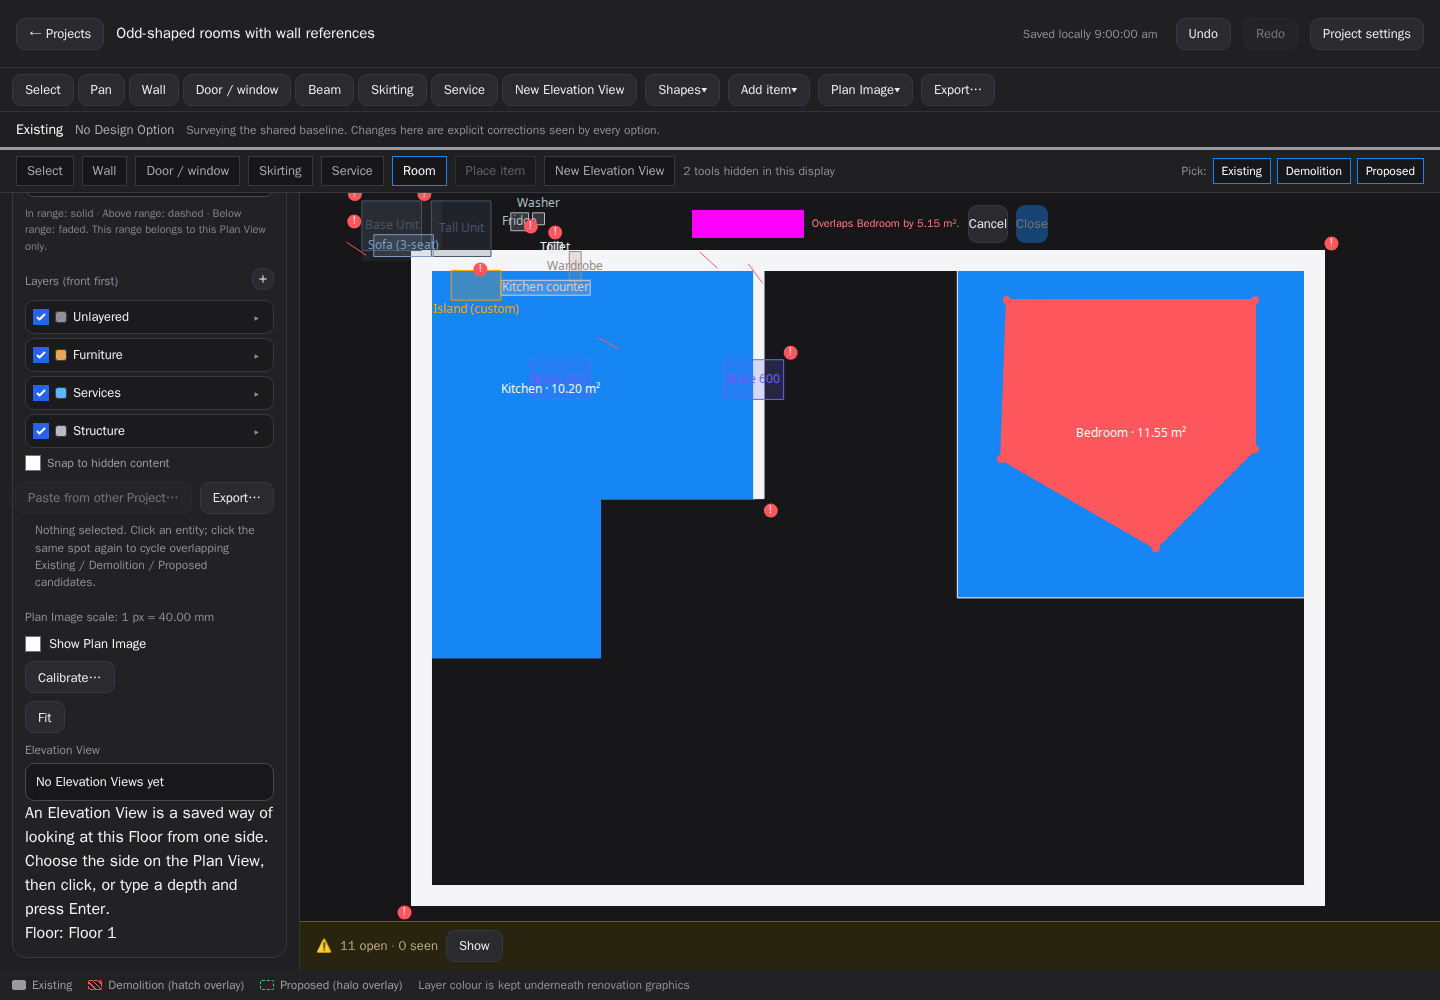 ← Projects
Odd-shaped rooms with wall references
Saved locally 9:00:00 am
Undo
Redo
Project settings
Select
Pan
Wall
Door / window
Beam
Skirting
Service
New Elevation View
Shapes▾
Add item▾
Plan Image▾
Export⋯
Existing
No Design Option
Surveying the shared baseline. Changes here are explicit corrections seen by every option.
Select
Wall
Door / window
Skirting
Service
Room
Place item
New Elevation View
2 tools hidden in this display
Pick:
Existing
Demolition
Proposed
In range: solid · Above range: dashed · Below
range: faded. This range belongs to this Plan View
only.
Layers (front first)
+
Unlayered
Furniture
Services
Structure
Snap to hidden content
Paste from other Project⋯
Export⋯
Nothing selected. Click an entity; click the
same spot again to cycle overlapping
Existing / Demolition / Proposed
candidates.
Plan Image scale: 1 px = 40.00 mm
Show Plan Image
Calibrate⋯
Fit
Elevation View
No Elevation Views yet
An Elevation View is a saved way of
looking at this Floor from one side.
Choose the side on the Plan View,
then click, or type a depth and
press Enter.
Floor: Floor 1
Base Unit
Tall Unit
Sofa (3-seat)
Washer
Toilet
Wardrobe
Kitchen counter
Island (custom)
Kitchen · 10.20 m²
Overlaps Bedroom by 5.15 m².
Cancel
Close
Bedroom · 11.55 m²
11 open · 0 seen
Show
Existing
Demolition (hatch overlay)
Proposed (halo overlay)
Layer colour is kept underneath renovation graphics